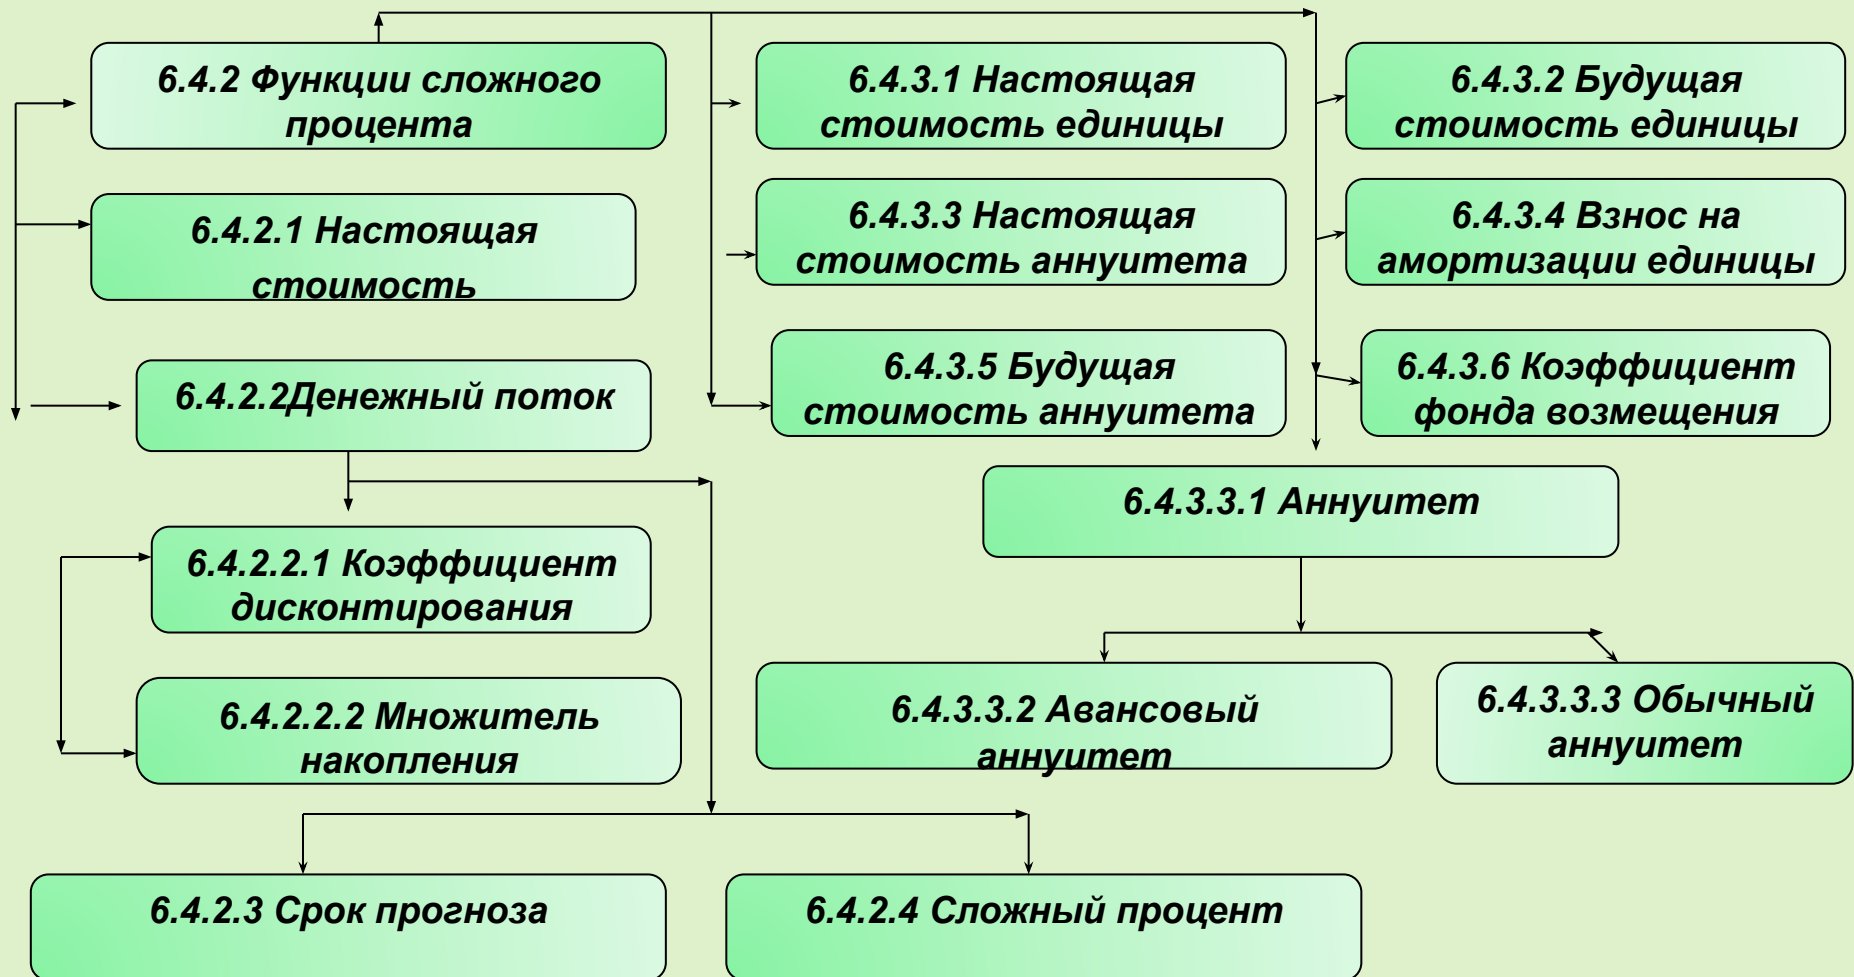 6.4.2 Функции сложного
процента
6.4.3.1 Настоящая
стоимость единицы
6.4.3.2 Будущая
стоимость единицы
6.4.2.1 Настоящая
стоимость
6.4.3.3 Настоящая
стоимость аннуитета
6.4.3.4 Взнос на
амортизации единицы
6.4.2.2Денежный поток
6.4.3.5 Будущая
стоимость аннуитета
6.4.3.6 Коэффициент
фонда возмещения
6.4.3.3.1 Аннуитет
6.4.2.2.1 Коэффициент
дисконтирования
6.4.2.2.2 Множитель
накопления
6.4.3.3.2 Авансовый
аннуитет
6.4.3.3.3 Обычный
аннуитет
6.4.2.3 Срок прогноза
6.4.2.4 Сложный процент